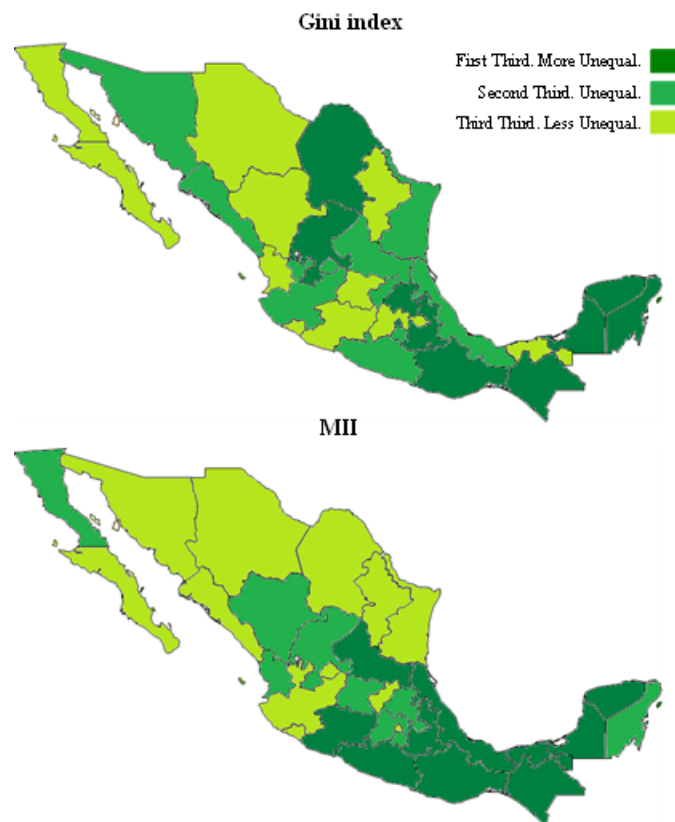 Gini index
First Third. More Unequal.
Second Third. Unequal.
Third Third. Less Unequal.
MII